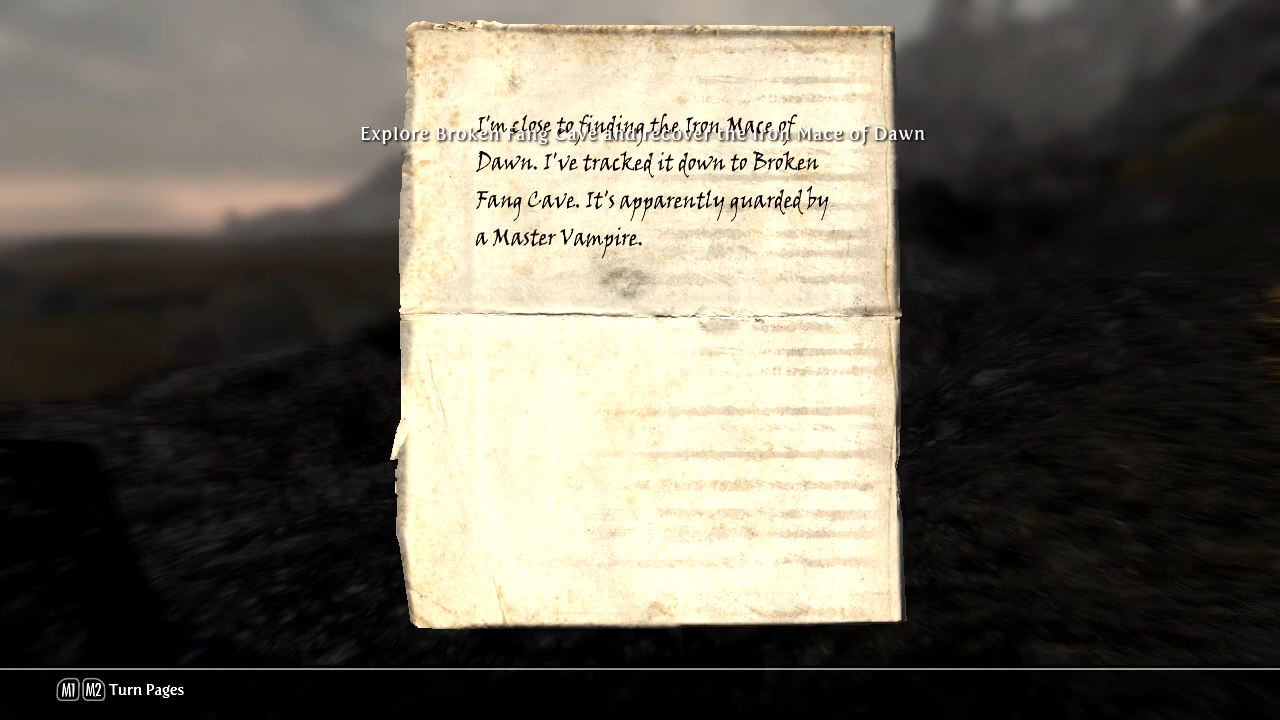 I'm close to finding the Iron Mace of
Explore Broken Fang Cave and recover the Iron Mace of Dawn
Dawn. I've tracked it down to Broken
Fang Cave. It's apparently guarded by
a Master Vampire.
M1 M2 Turn Pages